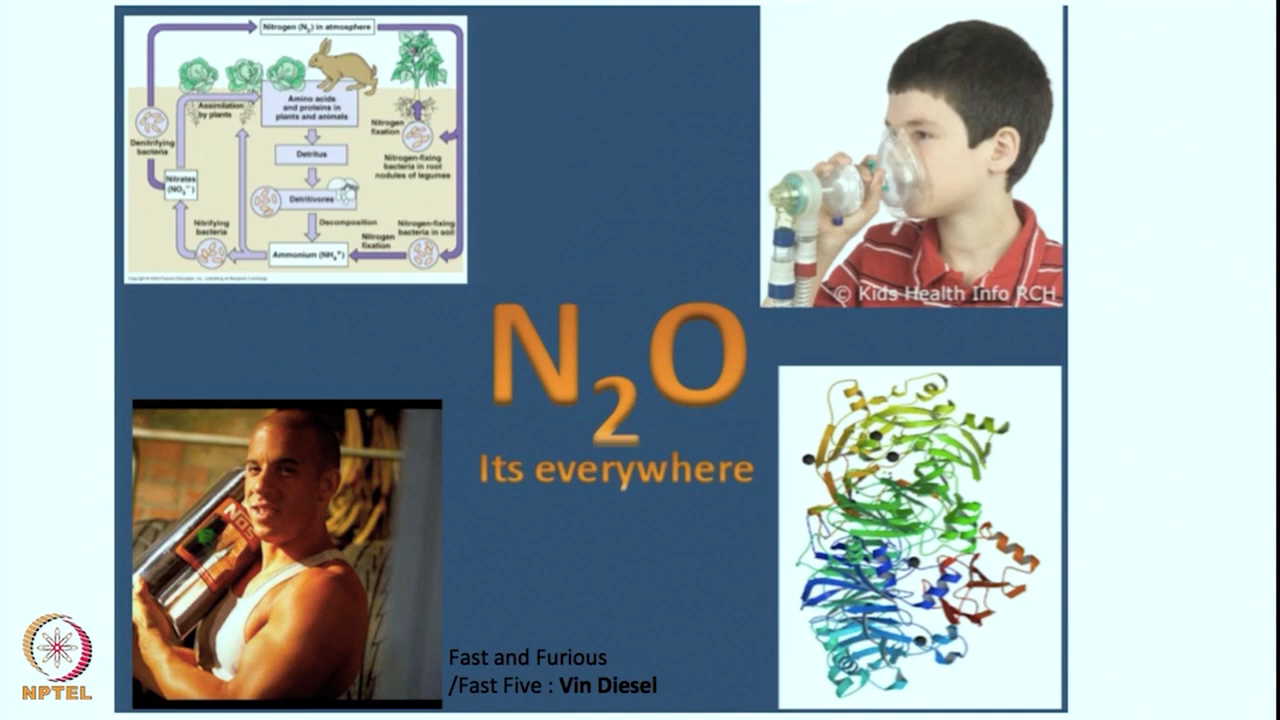 Nitrogen (N2) in atmosphere
Assimilation
by plants
Amino acids
and proteins in
plants and animals
Nitrogen
fixation
Denitrifying
bacteria
Detritus
Nitrogen-fixing
bacteria in root
nodules of legumes
Nitrates
(NO3-)
Detritivores
Decomposition
Nitrifying
bacteria
Nitrogen
fixation
Nitrogen-fixing
bacteria in soil
Ammonium (NH4+)
© Kids Health Info RCH
N2O
Its everywhere
NOS
Fast and Furious
/Fast Five : Vin Diesel
NPTEL